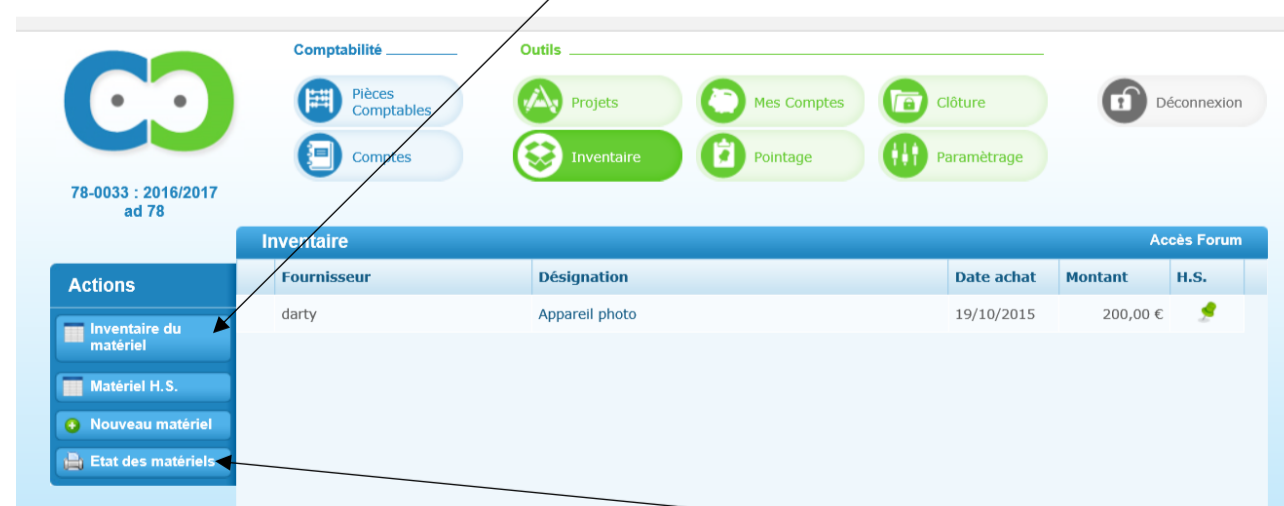 Comptabilité
Outils
Pièces
Comptables
Projets
Mes Comptes
Clôture
Déconnexion
Comptes
Inventaire
Pointage
Paramètrage
78-0033 : 2016/2017
ad 78
Inventaire
Accès Forum
Actions
Fournisseur
Désignation
Date achat
Montant
H.S.
darty
Appareil photo
19/10/2015
200,00 €
Inventaire du
matériel
Matériel H.S.
Nouveau matériel
Etat des matériels